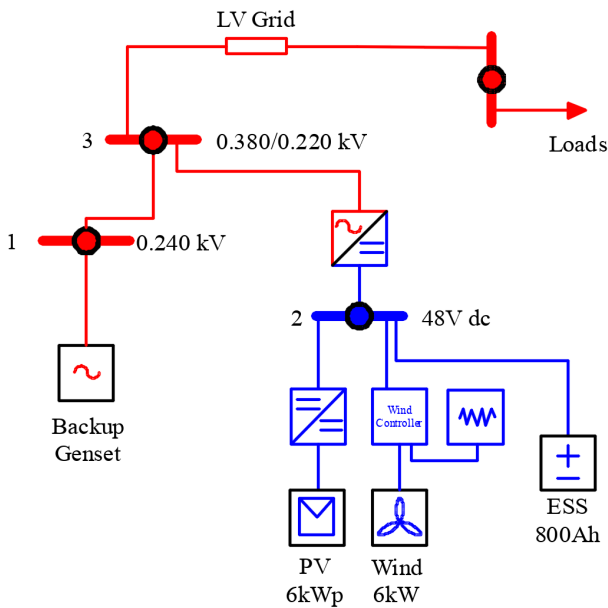 LV Grid
Loads
3
0.380/0.220 kV
1
0.240 kV
2
48V dc
Wind
Controller
Backup
Genset
PV
6kWp
Wind
6kW
ESS
800Ah